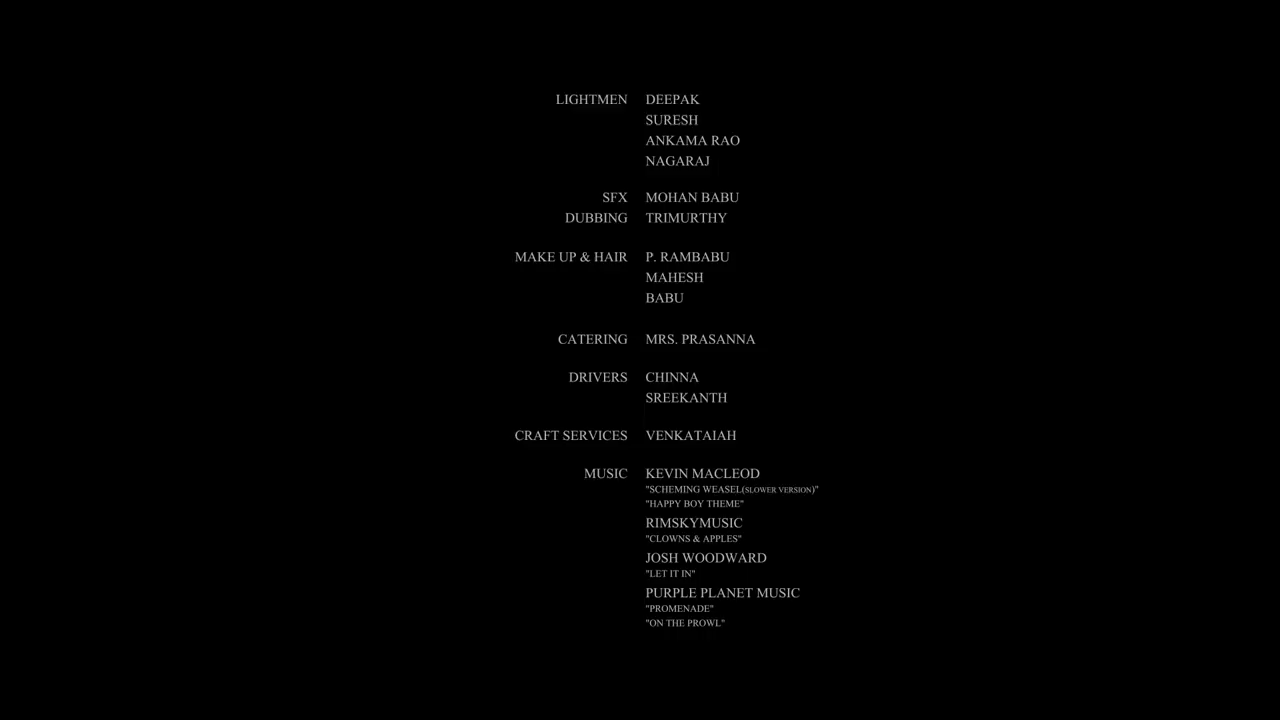 LIGHTMEN DEEPAK
SURESH
ANKAMA RAO
NAGARAJ
SFX MOHAN BABU
DUBBING TRIMURTHY
MAKE UP & HAIR P. RAMBABU
MAHESH
BABU
CATERING MRS. PRASANNA
DRIVERS CHINNA
SREEKANTH
CRAFT SERVICES VENKATAIAH
MUSIC KEVIN MACLEOD
"SCHEMING WEASEL(SLOWER VERSION)"
"HAPPY BOY THEME"
RIMSKYMUSIC
"CLOWNS & APPLES"
JOSH WOODWARD
"LET IT IN"
PURPLE PLANET MUSIC
"PROMENADE"
"ON THE PROWL"